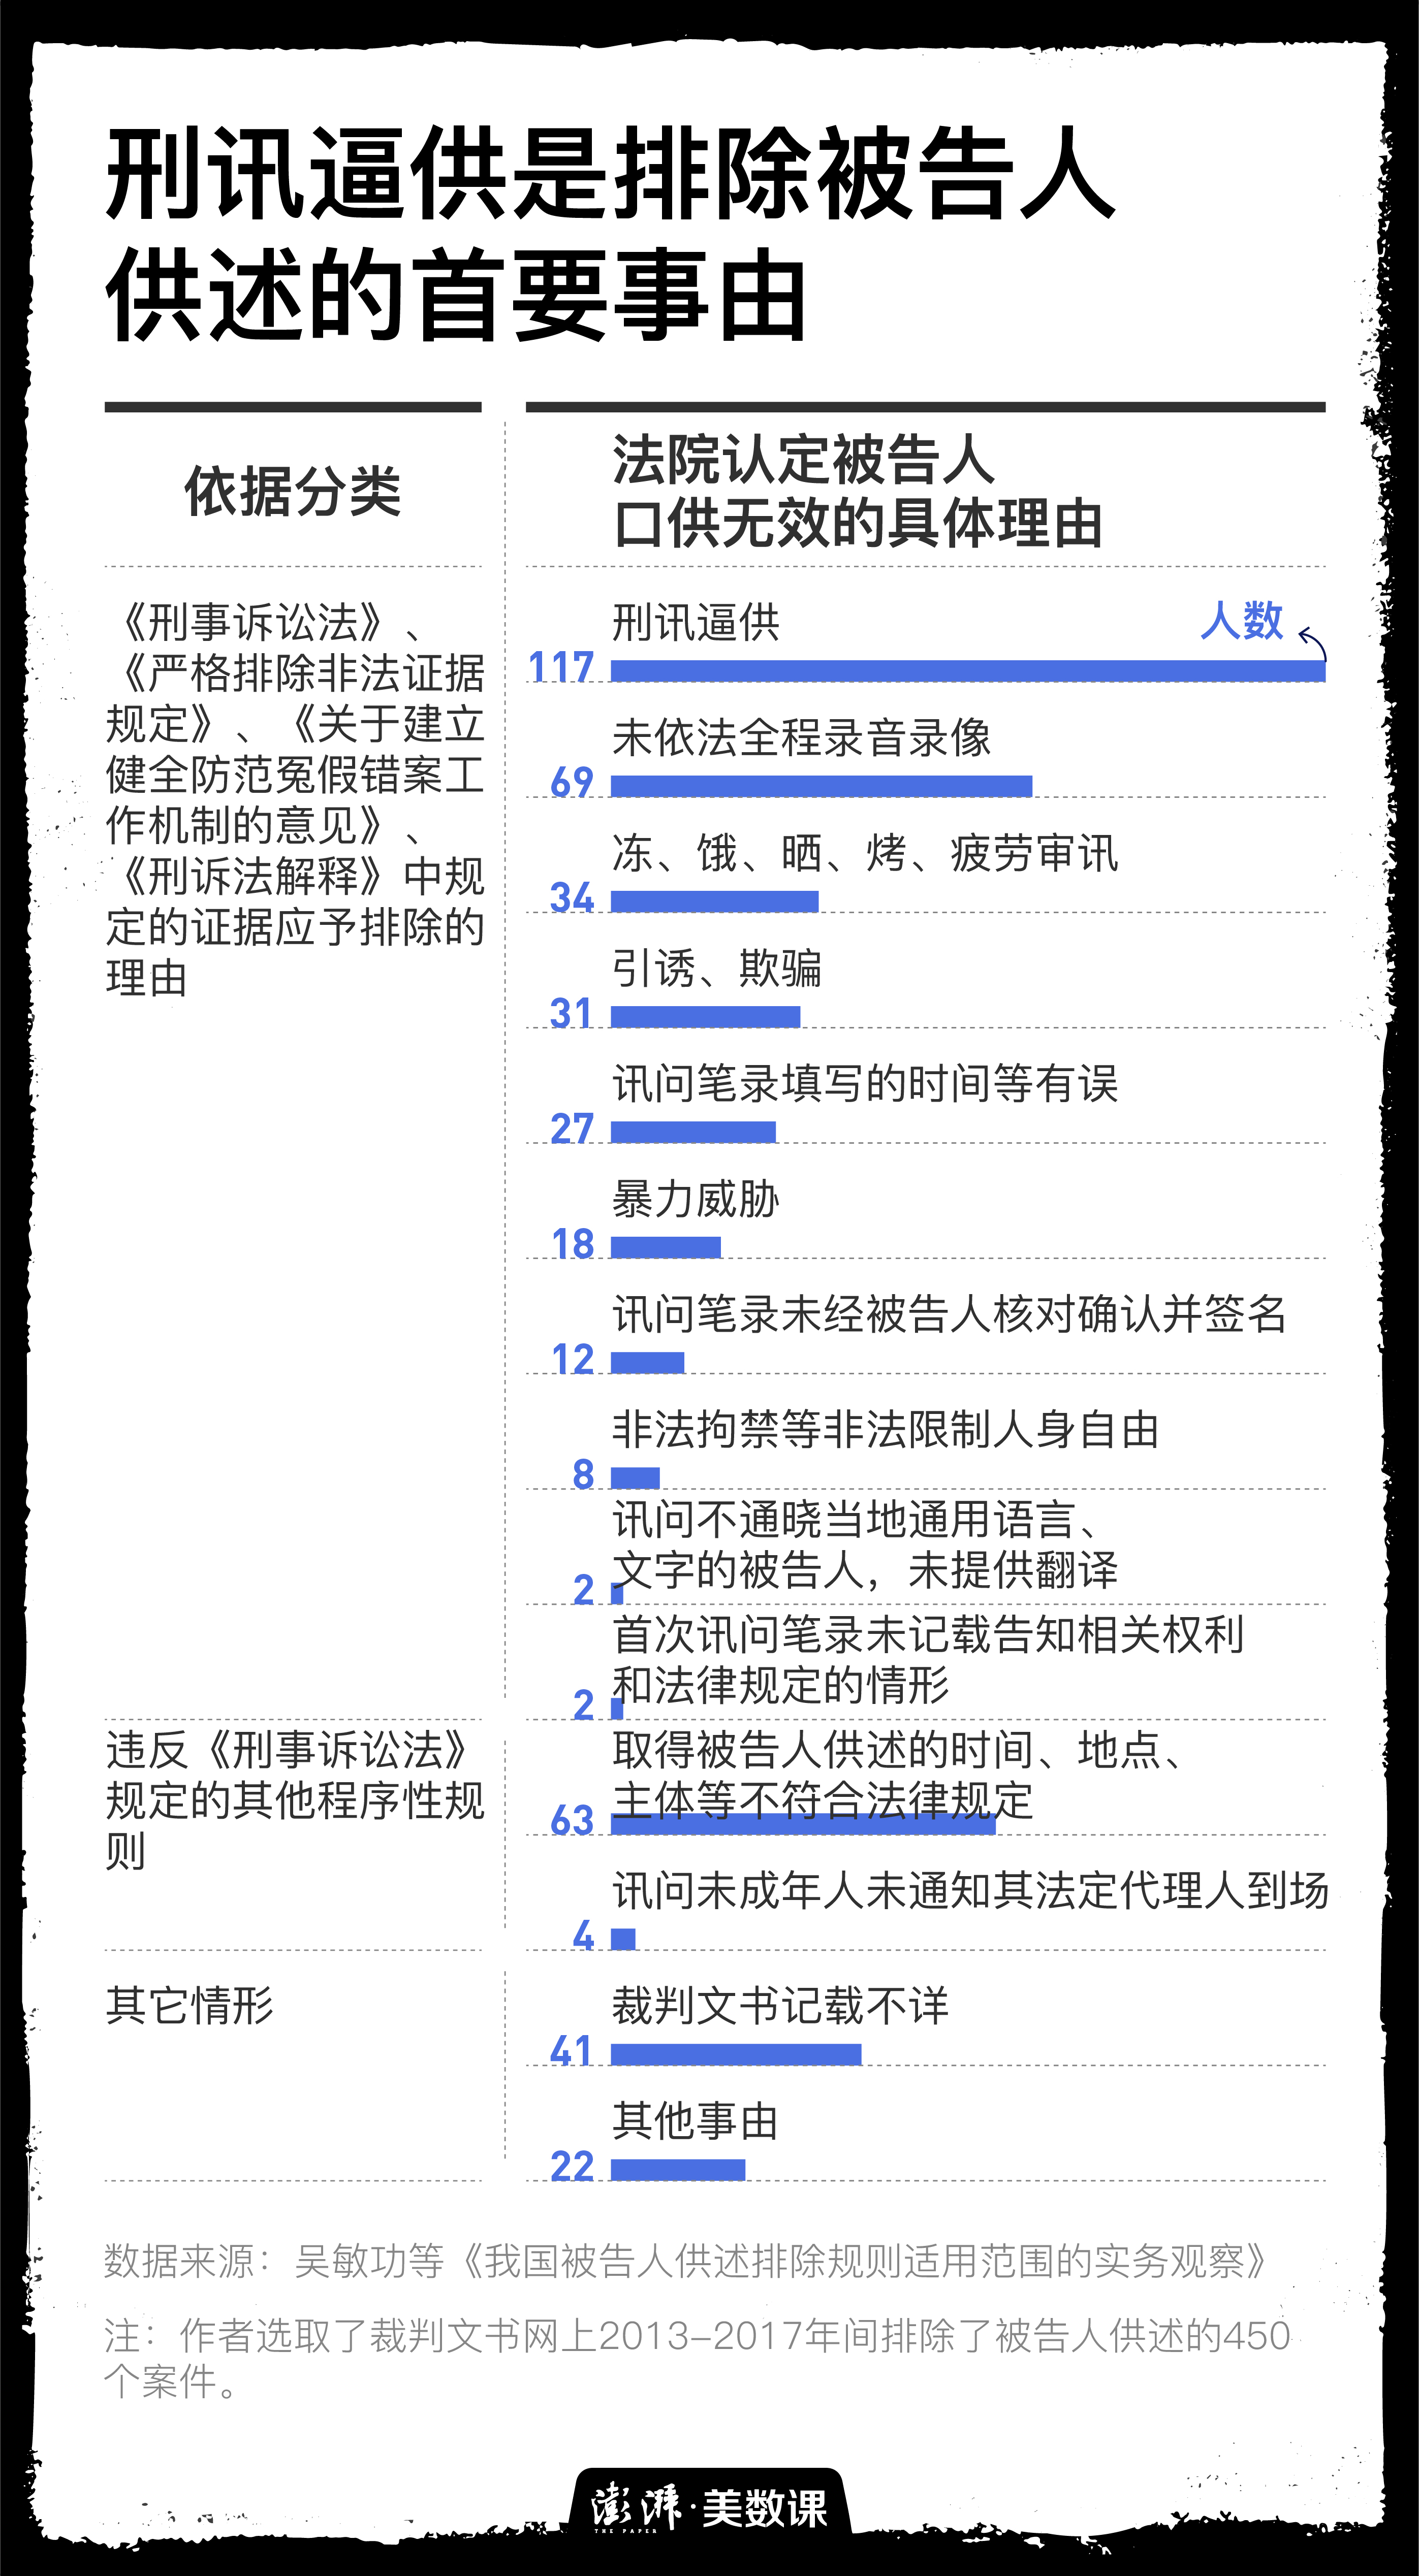 刑讯逼供是排除被告人
供述的首要事由
依据分类
法院认定被告人
口供无效的具体理由
《刑事诉讼法》、
《严格排除非法证据
规定》、《关于建立
健全防范冤假错案工
作机制的意见》、
《刑诉法解释》中规
定的证据应予排除的
理由
刑讯逼供
人数
117
未依法全程录音录像
69
冻、饿、晒、烤、疲劳审讯
34
引诱、欺骗
31
讯问笔录填写的时间等有误
27
暴力威胁
18
讯问笔录未经被告人核对确认并签名
12
非法拘禁等非法限制人身自由
8
讯问不通晓当地通用语言、
文字的被告人，未提供翻译
2
首次讯问笔录未记载告知相关权利
和法律规定的情形
2
违反《刑事诉讼法》
规定的其他程序性规
则
取得被告人供述的时间、地点、
主体等不符合法律规定
63
讯问未成年人未通知其法定代理人到场
4
其它情形
裁判文书记载不详
41
其他事由
22
数据来源：吴敏功等《我国被告人供述排除规则适用范围的实务观察》
注：作者选取了裁判文书网上2013-2017年间排除了被告人供述的450
个案件。
澎湃·美数课
THE PAPER